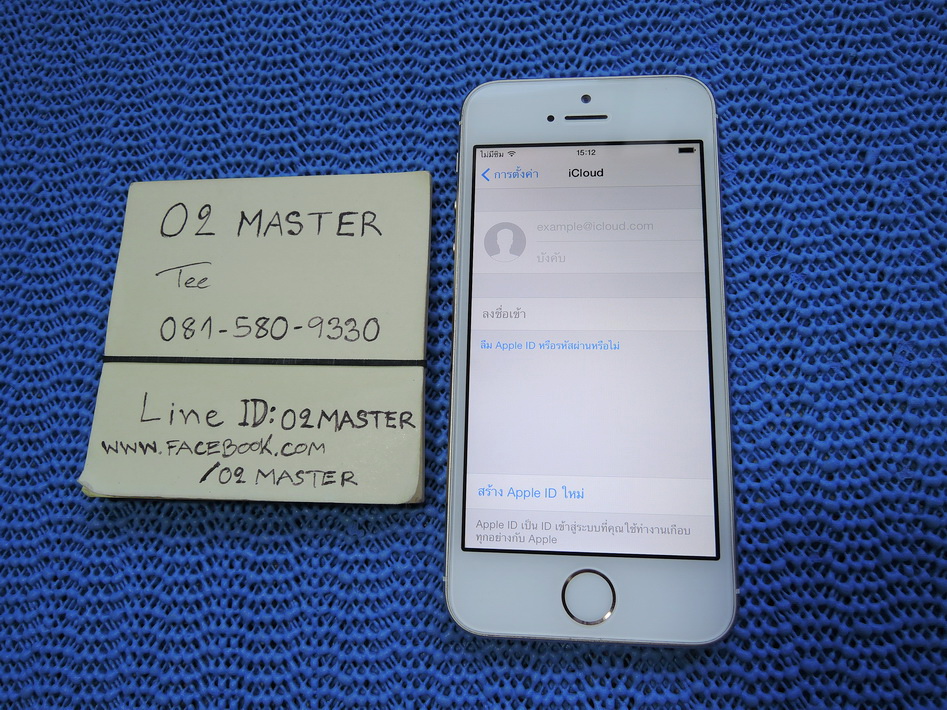 02 MASTER
Tee
081-580-9330
Line ID: 02MASTER
WWW.FACEBOOK.COM
/02 MASTER
ไม่มีซิม 15:12
การตั้งค่า iCloud
example@icloud.com
บังคับ
ลงชื่อเข้า
ลืม Apple ID หรือรหัสผ่านหรือไม่
สร้าง Apple ID ใหม่
Apple ID เป็น ID เข้าสู่ระบบที่คุณใช้ทำงานเกือบ
ทุกอย่างกับ Apple